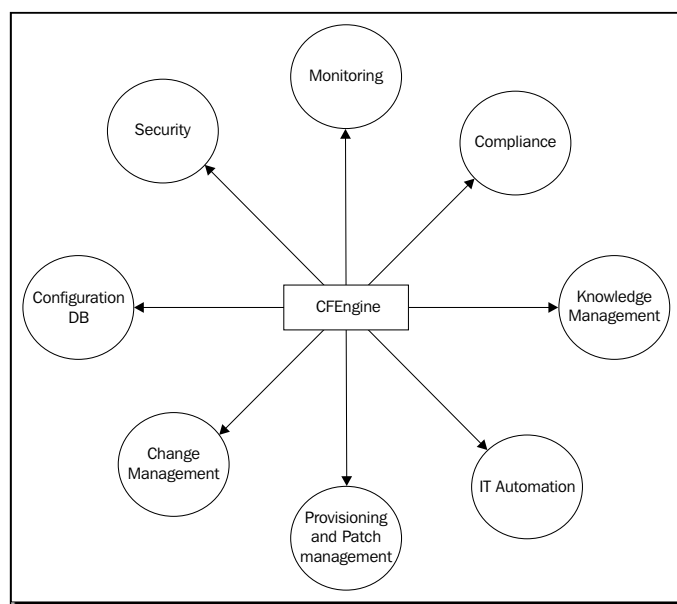 Monitoring
Security
Compliance
Configuration
DB
CFEngine
Knowledge
Management
Change
Management
IT Automation
Provisioning
and Patch
management